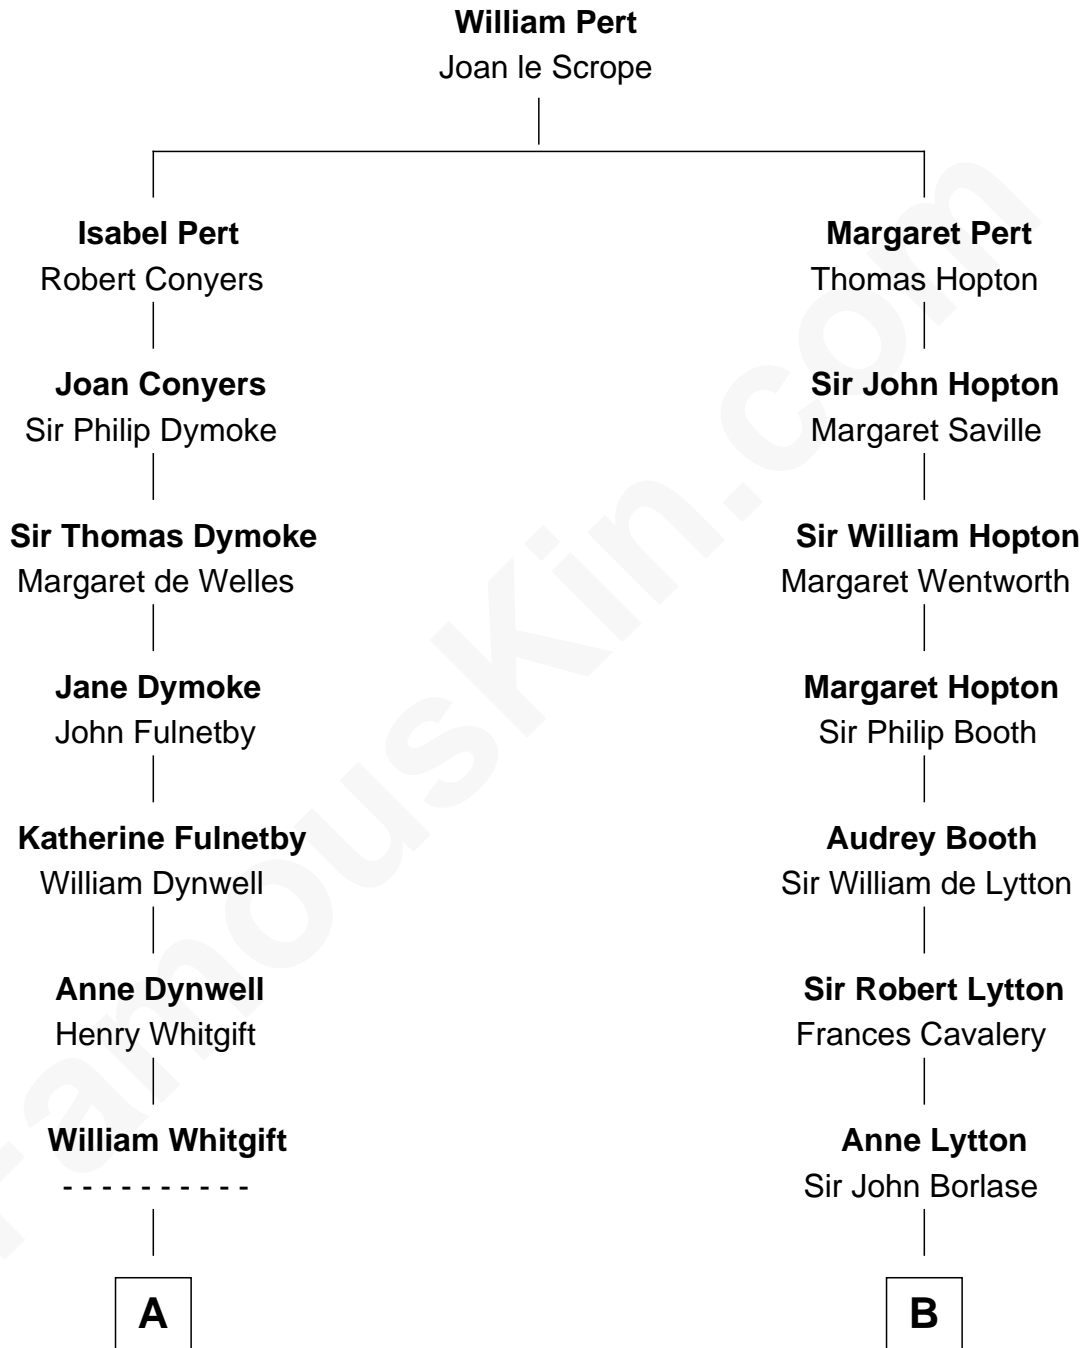 William Pert
Joan le Scrope
Isabel Pert
Robert Conyers
Margaret Pert
Thomas Hopton
Joan Conyers
Sir Philip Dymoke
Sir John Hopton
Margaret Saville
Sir Thomas Dymoke
Margaret de Welles
Sir William Hopton
Margaret Wentworth
Jane Dymoke
John Fulnetby
Margaret Hopton
Sir Philip Booth
Katherine Fulnetby
William Dynwell
Audrey Booth
Sir William de Lytton
Anne Dynwell
Henry Whitgift
Sir Robert Lytton
Frances Cavalery
William Whitgift
- - - - - - - - - -
Anne Lytton
Sir John Borlase
A
B
FamousKin.com